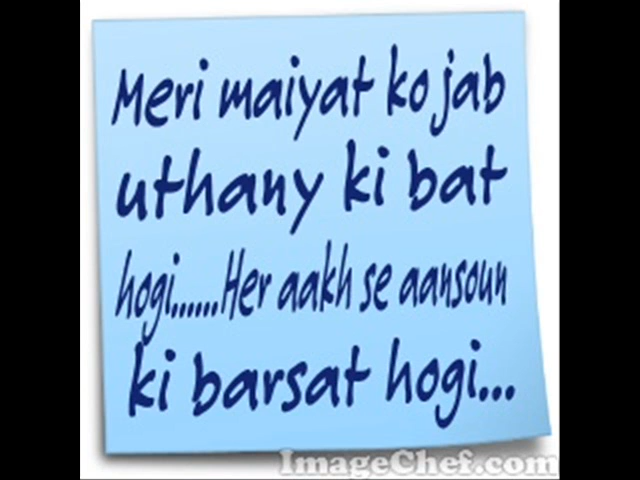 Meri maiyat ko jab
uthany ki bat
hogi......Her aakh se aansoun
ki barsat hogi...
ImageChef.com